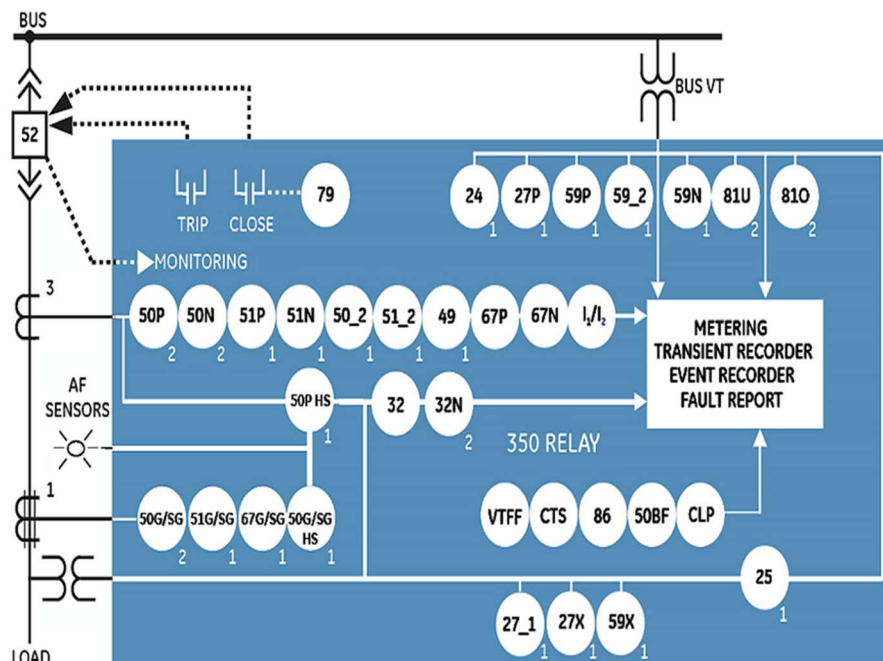 BUS
BUS VT
52
TRIP
CLOSE
79
24
1
27P
1
59P
1
59_2
1
59N
1
81U
2
81O
2
MONITORING
3
50P
2
50N
2
51P
1
51N
1
50_2
1
51_2
1
49
1
67P
67N
I₂/I₂
METERING
TRANSIENT RECORDER
EVENT RECORDER
FAULT REPORT
AF
SENSORS
50P HS
1
32
32N
2
350 RELAY
1
50G/SG
2
51G/SG
1
67G/SG
1
50G/SG
HS
1
VTFF
CTS
86
50BF
CLP
25
1
27_1
1
27X
1
59X
1
LOAD